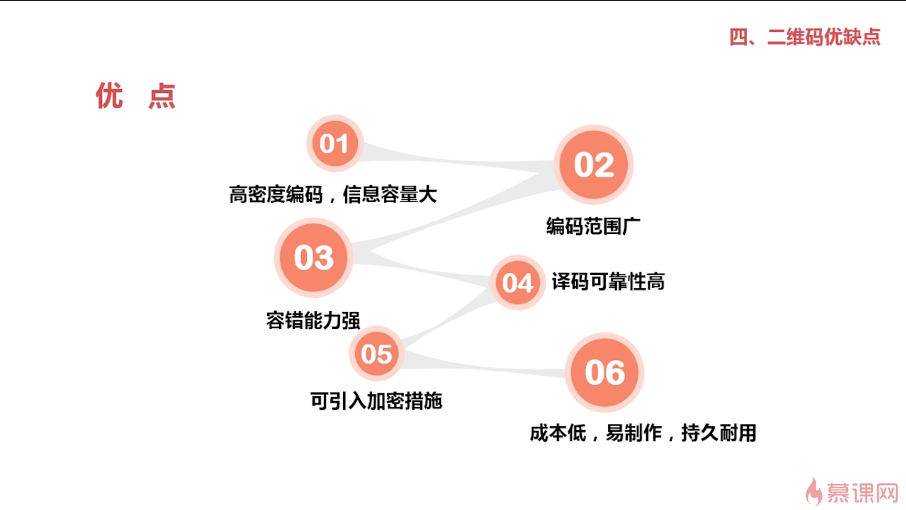 四、二维码优缺点
优 点
01
高密度编码，信息容量大
02
编码范围广
03
容错能力强
04
译码可靠性高
05
可引入加密措施
06
成本低，易制作，持久耐用
慕课网